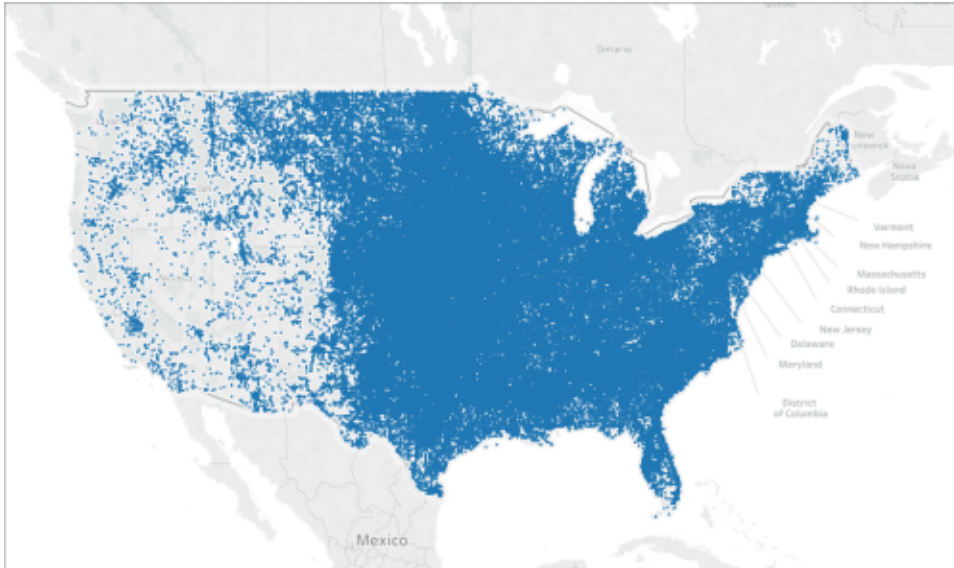 Ontario
New
Nova
Scotia
Vermont
New Hampshire
Massachusetts
Rhode Island
Connecticut
New Jersey
Delaware
Maryland
District
of Columbia
Mexico